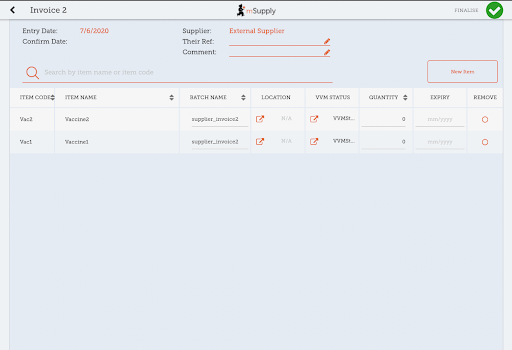 Invoice 2
mSupply
FINALISE
Entry Date: 7/6/2020
Supplier: External Supplier
Confirm Date:
Their Ref:
Comment:
Search by item name or item code
New Item
ITEM CODE ITEM NAME BATCH NAME LOCATION VVM STATUS QUANTITY EXPIRY REMOVE
Vac2 Vaccine2 supplier_invoice2 N/A VVMSt... 0 mm/yyyy
Vac1 Vaccine1 supplier_invoice2 N/A VVMSt... 0 mm/yyyy